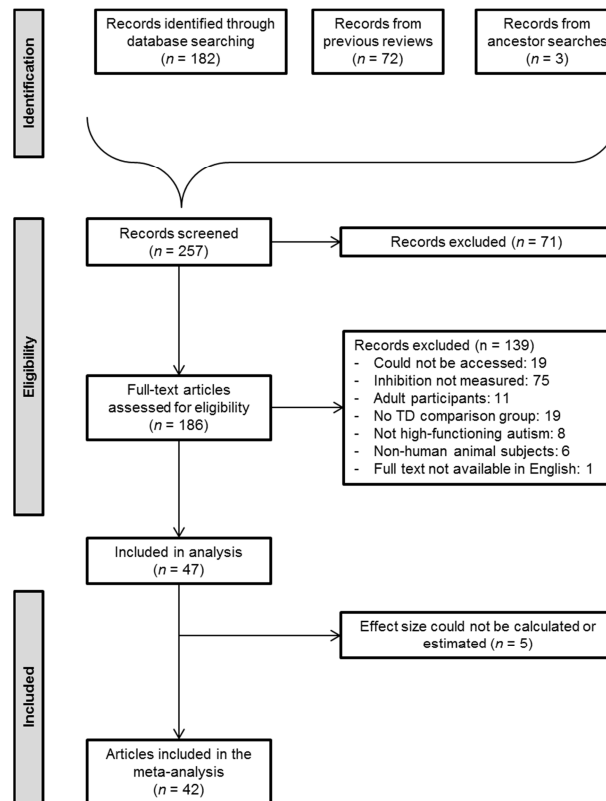 Identification
Records identified through
database searching
(n = 182)
Records from
previous reviews
(n = 72)
Records from
ancestor searches
(n = 3)
Eligibility
Records screened
(n = 257)
Records excluded (n = 71)
Full-text articles
assessed for eligibility
(n = 186)
Records excluded (n = 139)
- Could not be accessed: 19
- Inhibition not measured: 75
- Adult participants: 11
- No TD comparison group: 19
- Not high-functioning autism: 8
- Non-human animal subjects: 6
- Full text not available in English: 1
Included in analysis
(n = 47)
Included
Effect size could not be calculated or
estimated (n = 5)
Articles included in the
meta-analysis
(n = 42)